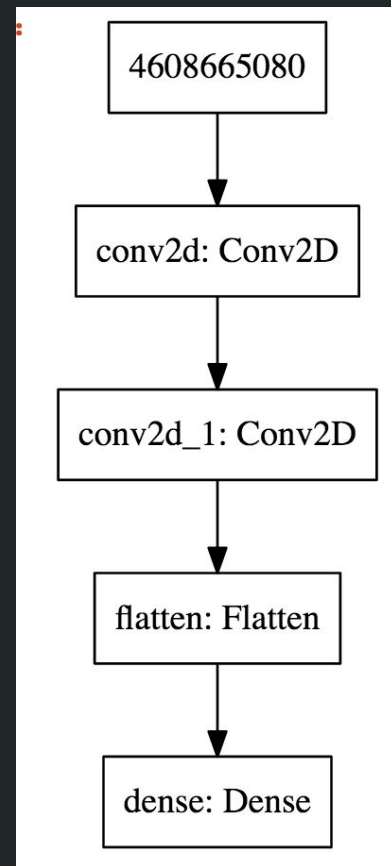 4608665080
conv2d: Conv2D
conv2d_1: Conv2D
flatten: Flatten
dense: Dense